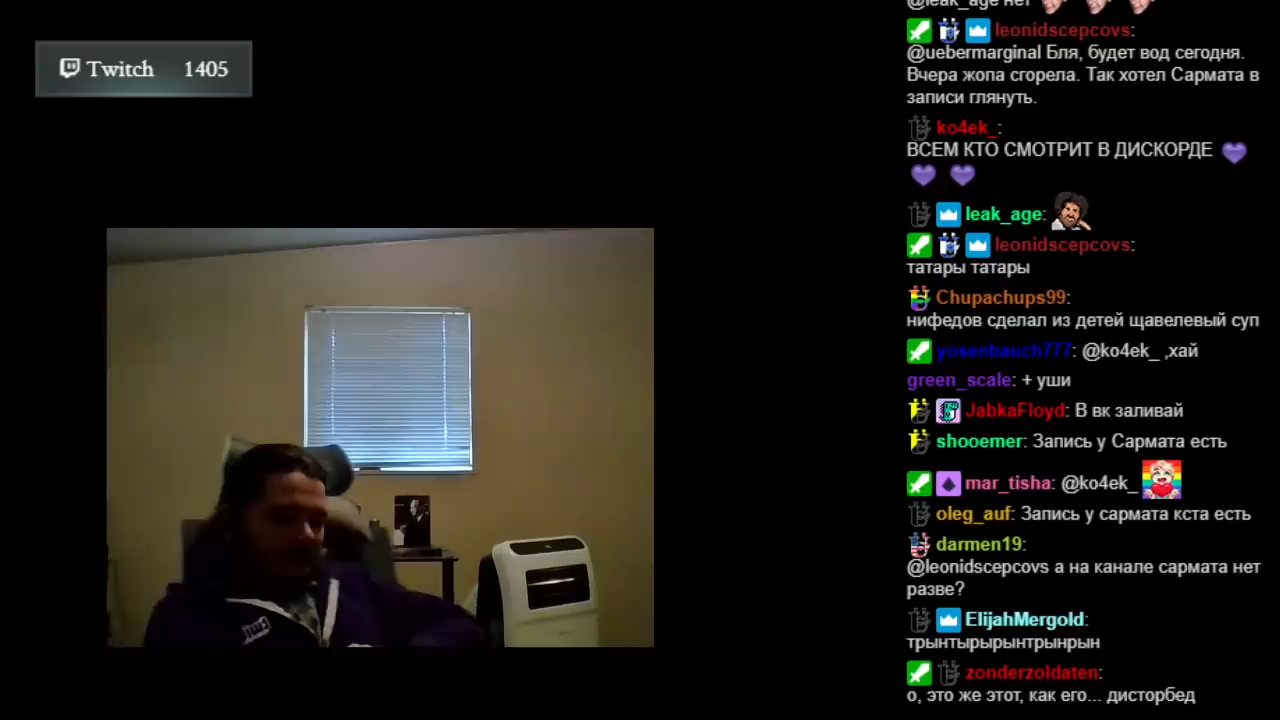 Twitch 1405
@leak_age нет
leonidscepcovs:
@uebermarginal Бля, будет вод сегодня.
Вчера жопа сгорела. Так хотел Сармата в
записи глянуть.
ko4ek_:
ВСЕМ КТО СМОТРИТ В ДИСКОРДЕ
leak_age:
leonidscepcovs:
татары татары
Chupachups99:
нифедов сделал из детей щавелевый суп
yosenbauch777: @ko4ek_ ,хай
green_scale: + уши
JabkaFloyd: В вк заливай
shooemer: Запись у Сармата есть
mar_tisha: @ko4ek_
oleg_auf: Запись у сармата кста есть
darmen19:
@leonidscepcovs а на канале сармата нет
разве?
ElijahMergold:
трынтырырынтрынрын
zonderzoldaten:
о, это же этот, как его... дисторбед